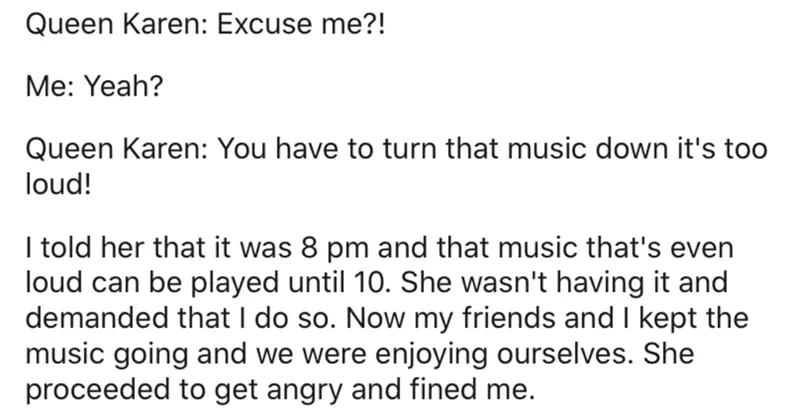 Queen Karen: Excuse me?!
Me: Yeah?
Queen Karen: You have to turn that music down it's too
loud!
I told her that it was 8 pm and that music that's even
loud can be played until 10. She wasn't having it and
demanded that I do so. Now my friends and I kept the
music going and we were enjoying ourselves. She
proceeded to get angry and fined me.